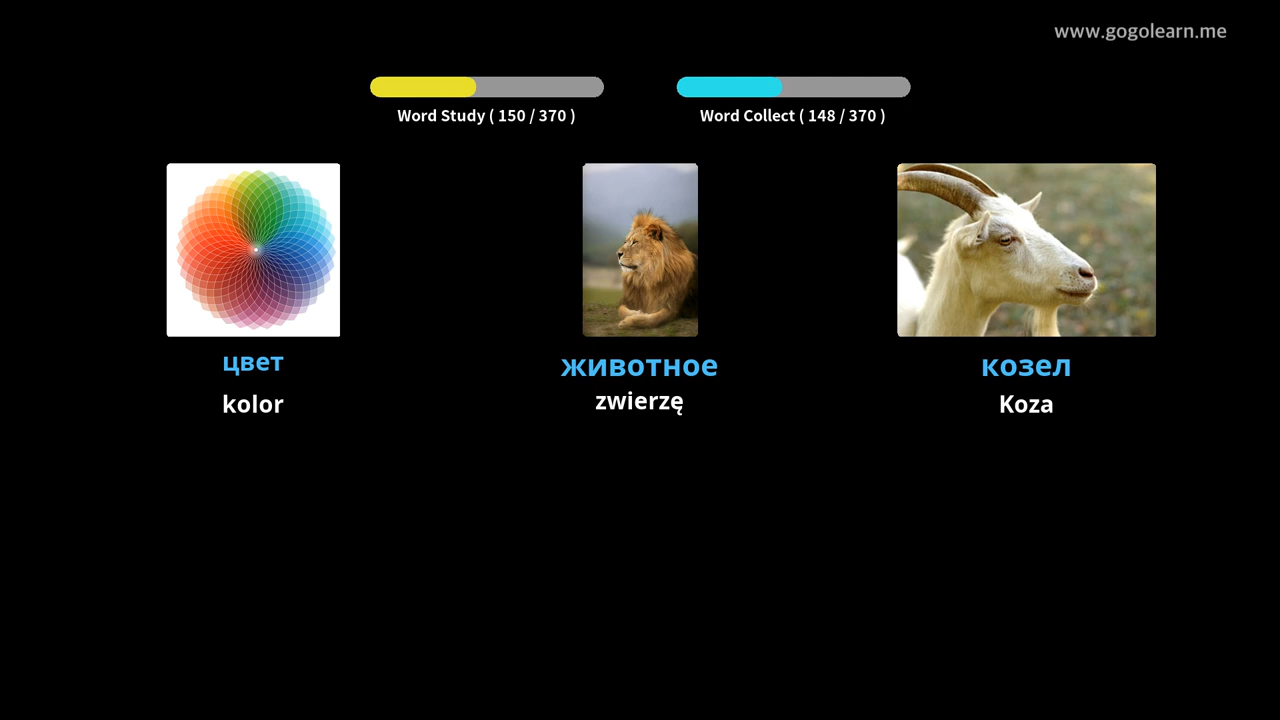 www.gogolearn.me
Word Study ( 150 / 370 )
Word Collect ( 148 / 370 )
цвет
животное
козел
kolor
zwierzę
Koza